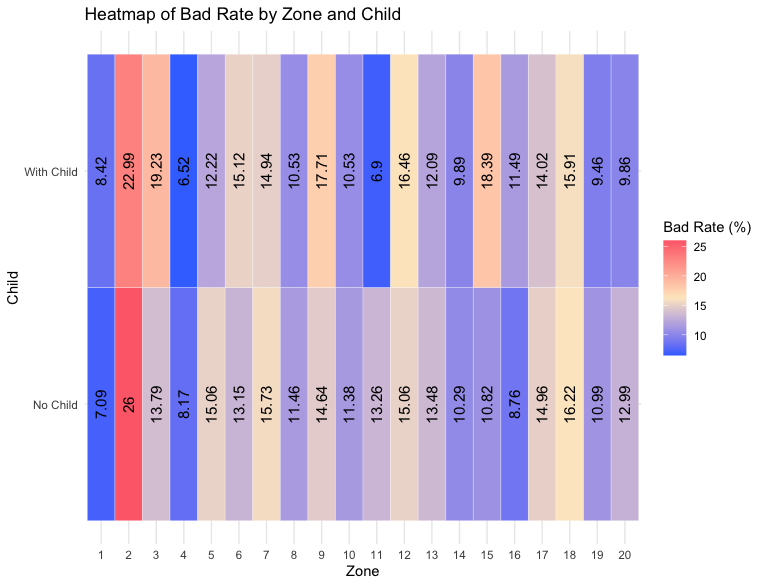 Heatmap of Bad Rate by Zone and Child
Child
With Child
8.42 22.99 19.23 6.52 12.22 15.12 14.94 10.53 17.71 10.53 6.9 16.46 12.09 9.89 18.39 11.49 14.02 15.91 9.46 9.86
No Child
7.09 26 13.79 8.17 15.06 13.15 15.73 11.46 14.64 11.38 13.26 15.06 13.48 10.29 10.82 8.76 14.96 16.22 10.99 12.99
1 2 3 4 5 6 7 8 9 10 11 12 13 14 15 16 17 18 19 20
Zone
Bad Rate (%)
25
20
15
10